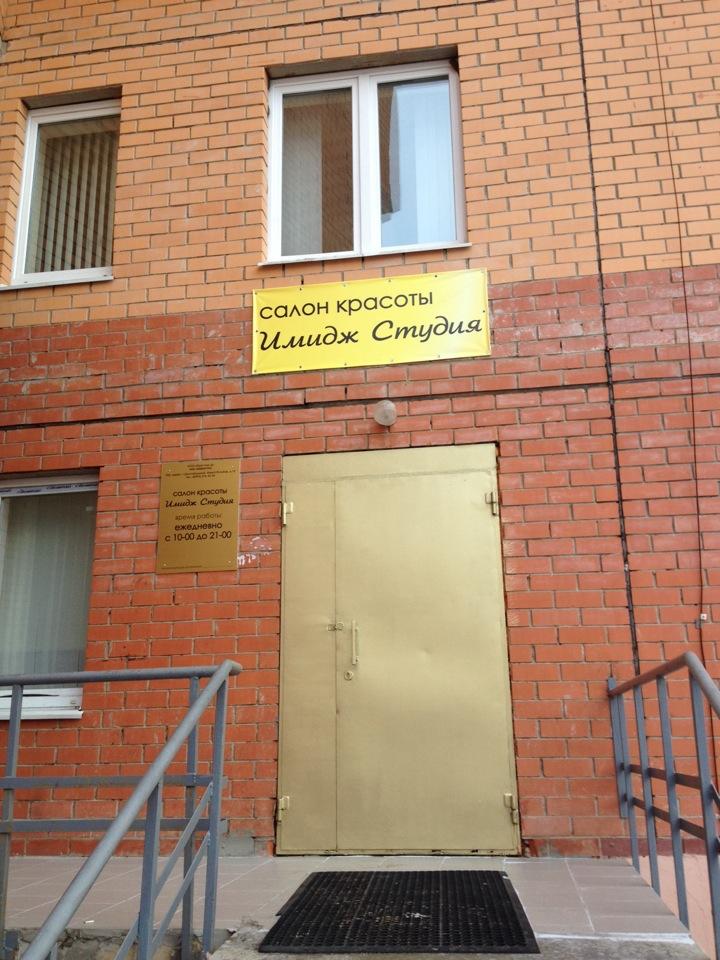 салон красоты
Имидж Студия
салон красоты
Имидж Студия
время работы:
ежедневно
с 10-00 до 21-00